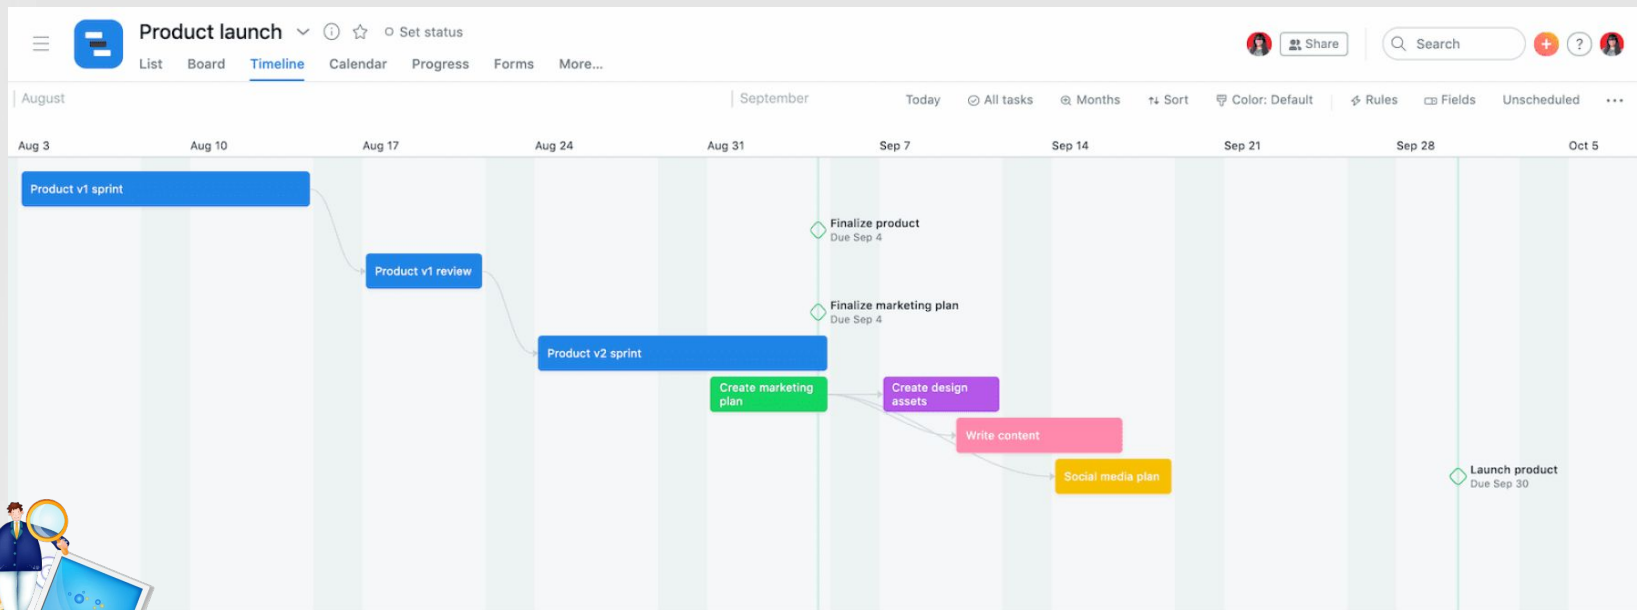 Product launch
Set status
Share
Search
?
List Board Timeline Calendar Progress Forms More...
August
September
Today All tasks Months Sort Color: Default Rules Fields Unscheduled
Aug 3 Aug 10 Aug 17 Aug 24 Aug 31 Sep 7 Sep 14 Sep 21 Sep 28 Oct 5
Product v1 sprint
Finalize product
Due Sep 4
Product v1 review
Finalize marketing plan
Due Sep 4
Product v2 sprint
Create marketing
plan
Create design
assets
Write content
Social media plan
Launch product
Due Sep 30